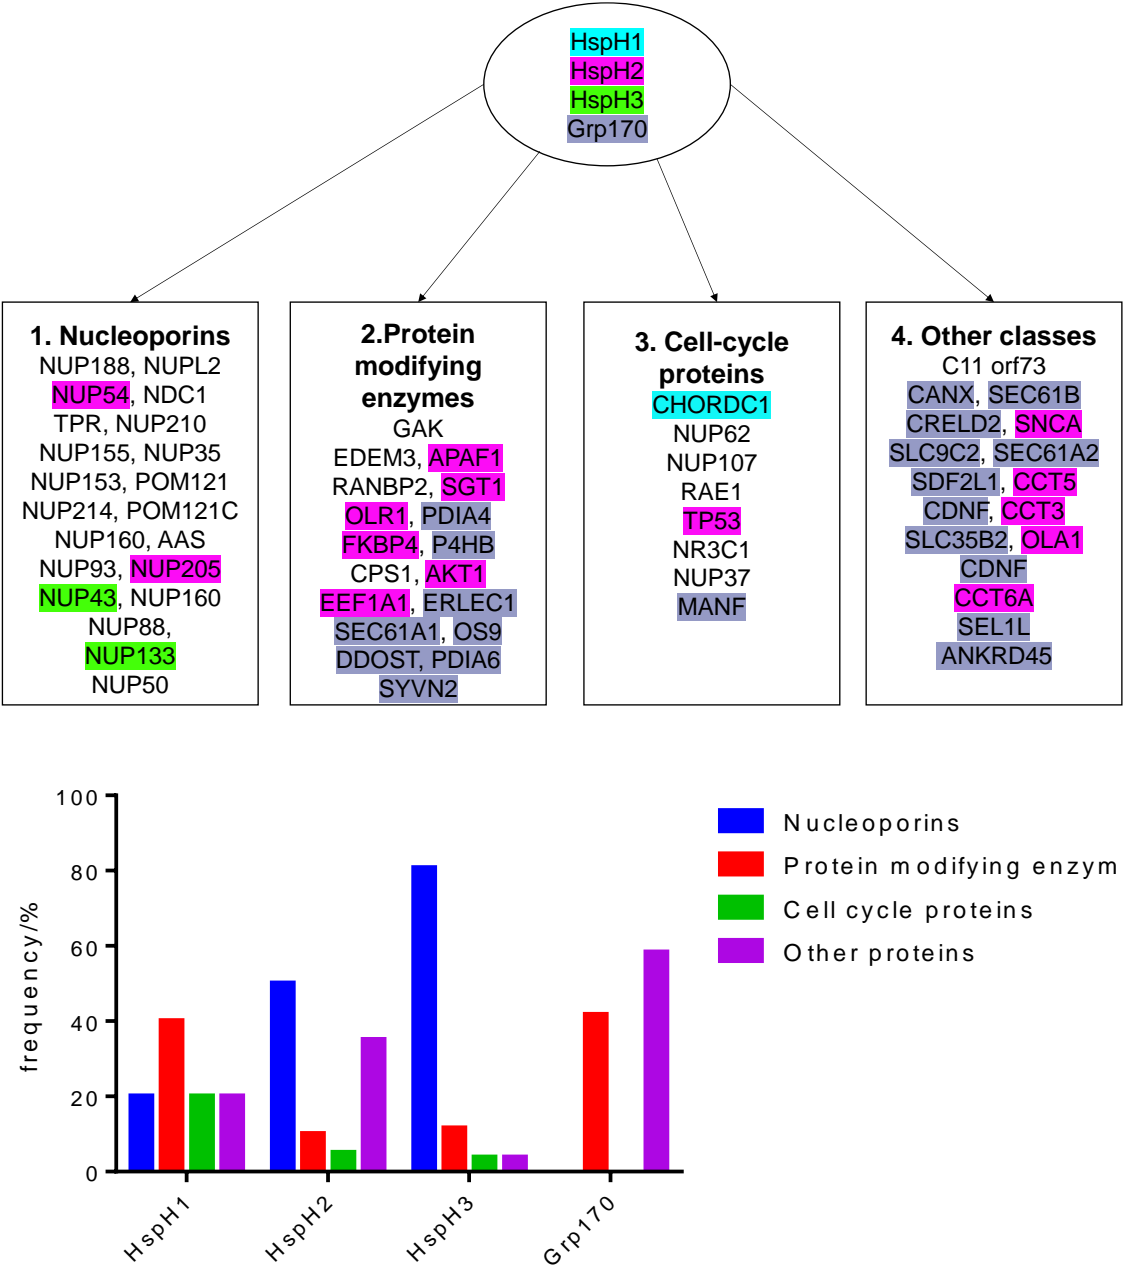 HspH1
HspH2
HspH3
Grp170
1. Nucleoporins
NUP188, NUPL2
NUP54, NDC1
TPR, NUP210
NUP155, NUP35
NUP153, POM121
NUP214, POM121C
NUP160, AAS
NUP93, NUP205
NUP43, NUP160
NUP88,
NUP133
NUP50
2.Protein
modifying
enzymes
GAK
EDEM3, APAF1
RANBP2, SGT1
OLR1, PDIA4
FKBP4, P4HB
CPS1, AKT1
EEF1A1, ERLEC1
SEC61A1, OS9
DDOST, PDIA6
SYVN2
3. Cell-cycle
proteins
CHORDC1
NUP62
NUP107
RAE1
TP53
NR3C1
NUP37
MANF
4. Other classes
C11 orf73
CANX, SEC61B
CRELD2, SNCA
SLC9C2, SEC61A2
SDF2L1, CCT5
CDNF, CCT3
SLC35B2, OLA1
CDNF
CCT6A
SEL1L
ANKRD45
100
80
60
40
20
0
frequency/%
HspH1
HspH2
HspH3
Grp170
Nucleoporins
Protein modifying enzym
Cell cycle proteins
Other proteins